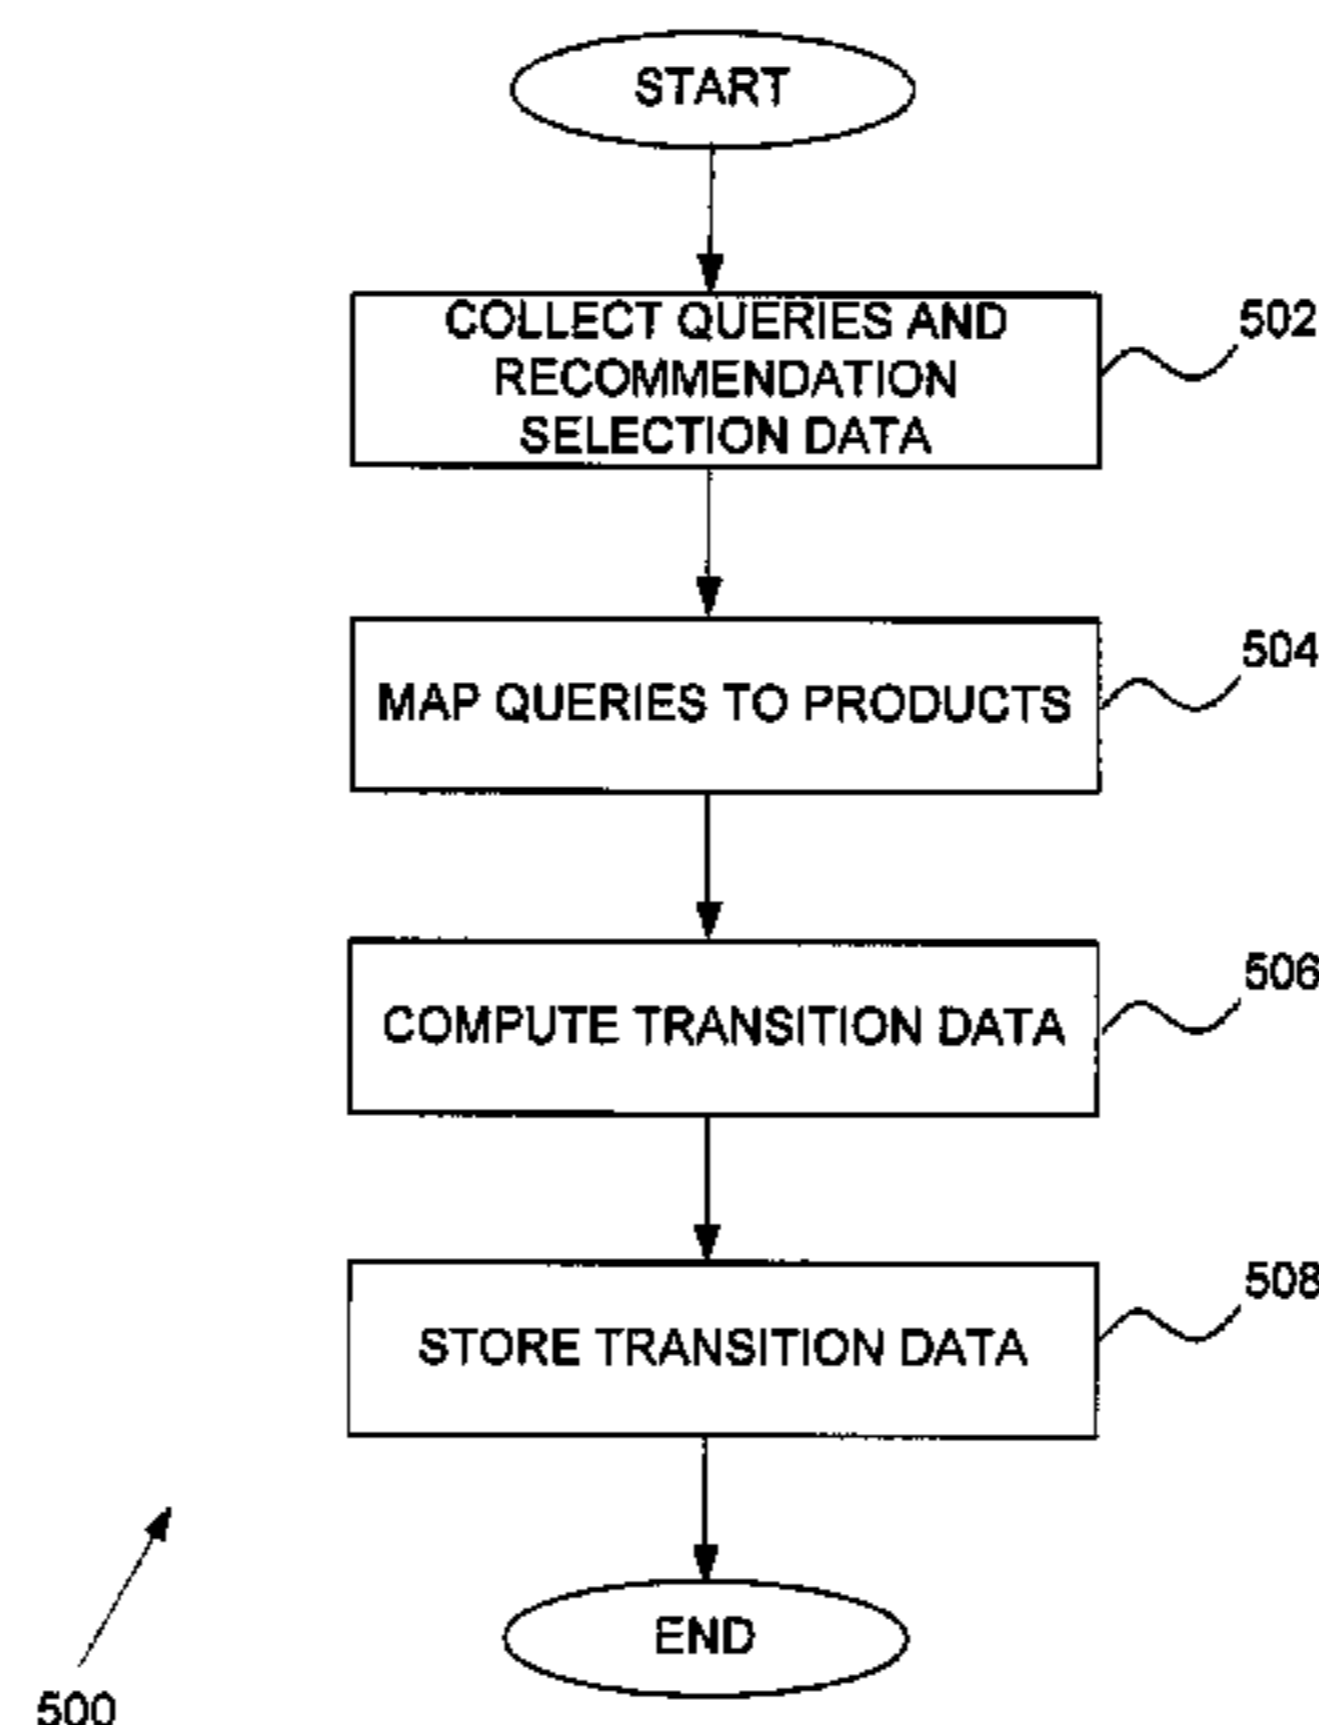 START
COLLECT QUERIES AND
RECOMMENDATION
SELECTION DATA
502
MAP QUERIES TO PRODUCTS
504
COMPUTE TRANSITION DATA
506
STORE TRANSITION DATA
508
END
500